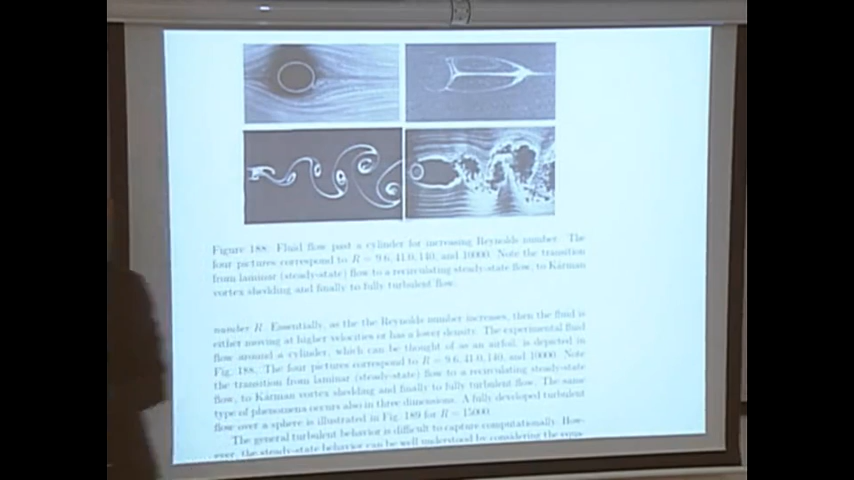 Figure 188: Fluid flow past a cylinder for increasing Reynolds number. The
four pictures correspond to R = 9.6, 41.0, 140, and 10000. Note the transition
from laminar (steady-state) flow to a recirculating steady-state flow, to Kármán
vortex shedding and finally to fully turbulent flow.
number R. Essentially, as the the Reynolds number increases, then the fluid is
either moving at higher velocities or has a lower density. The experimental fluid
flow around a cylinder, which can be thought of as an airfoil, is depicted in
Fig. 188. The four pictures correspond to R = 9.6, 41.0, 140, and 10000. Note
the transition from laminar (steady-state) flow to a recirculating steady-state
flow, to Kármán vortex shedding and finally to fully turbulent flow. The same
type of phenomena occurs also in three dimensions. A fully developed turbulent
flow over a sphere is illustrated in Fig. 189 for R = 15000.
The general turbulent behavior is difficult to capture computationally. How-
ever, the steady-state behavior can be well understood by considering the equa-